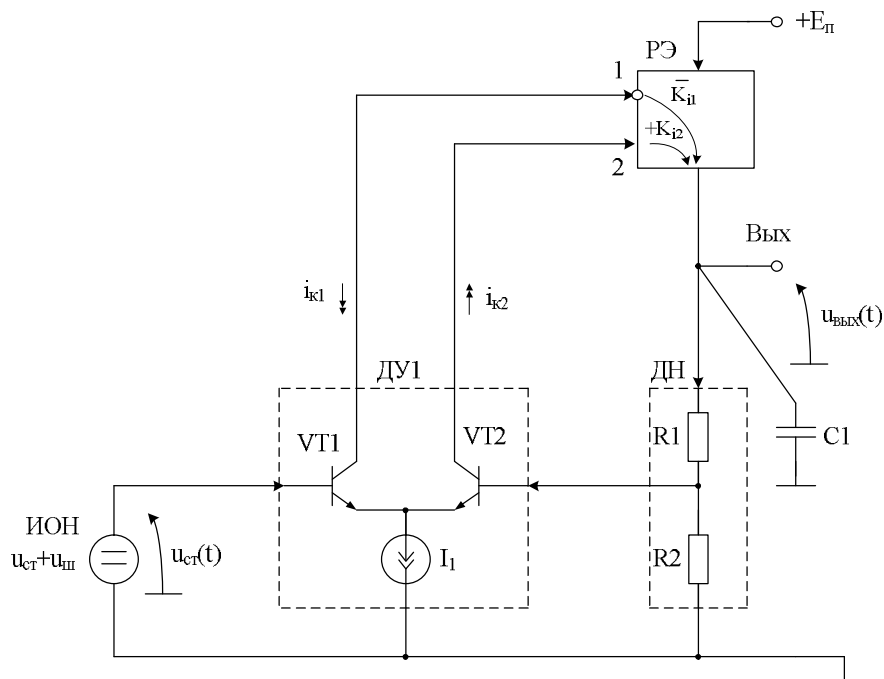 +Eп
РЭ
1
K̅i1
+Ki2
2
Вых
iк1
iк2
uвых(t)
ДУ1
ДН
VT1
VT2
R1
C1
ИОН
uст+uш
uст(t)
I1
R2